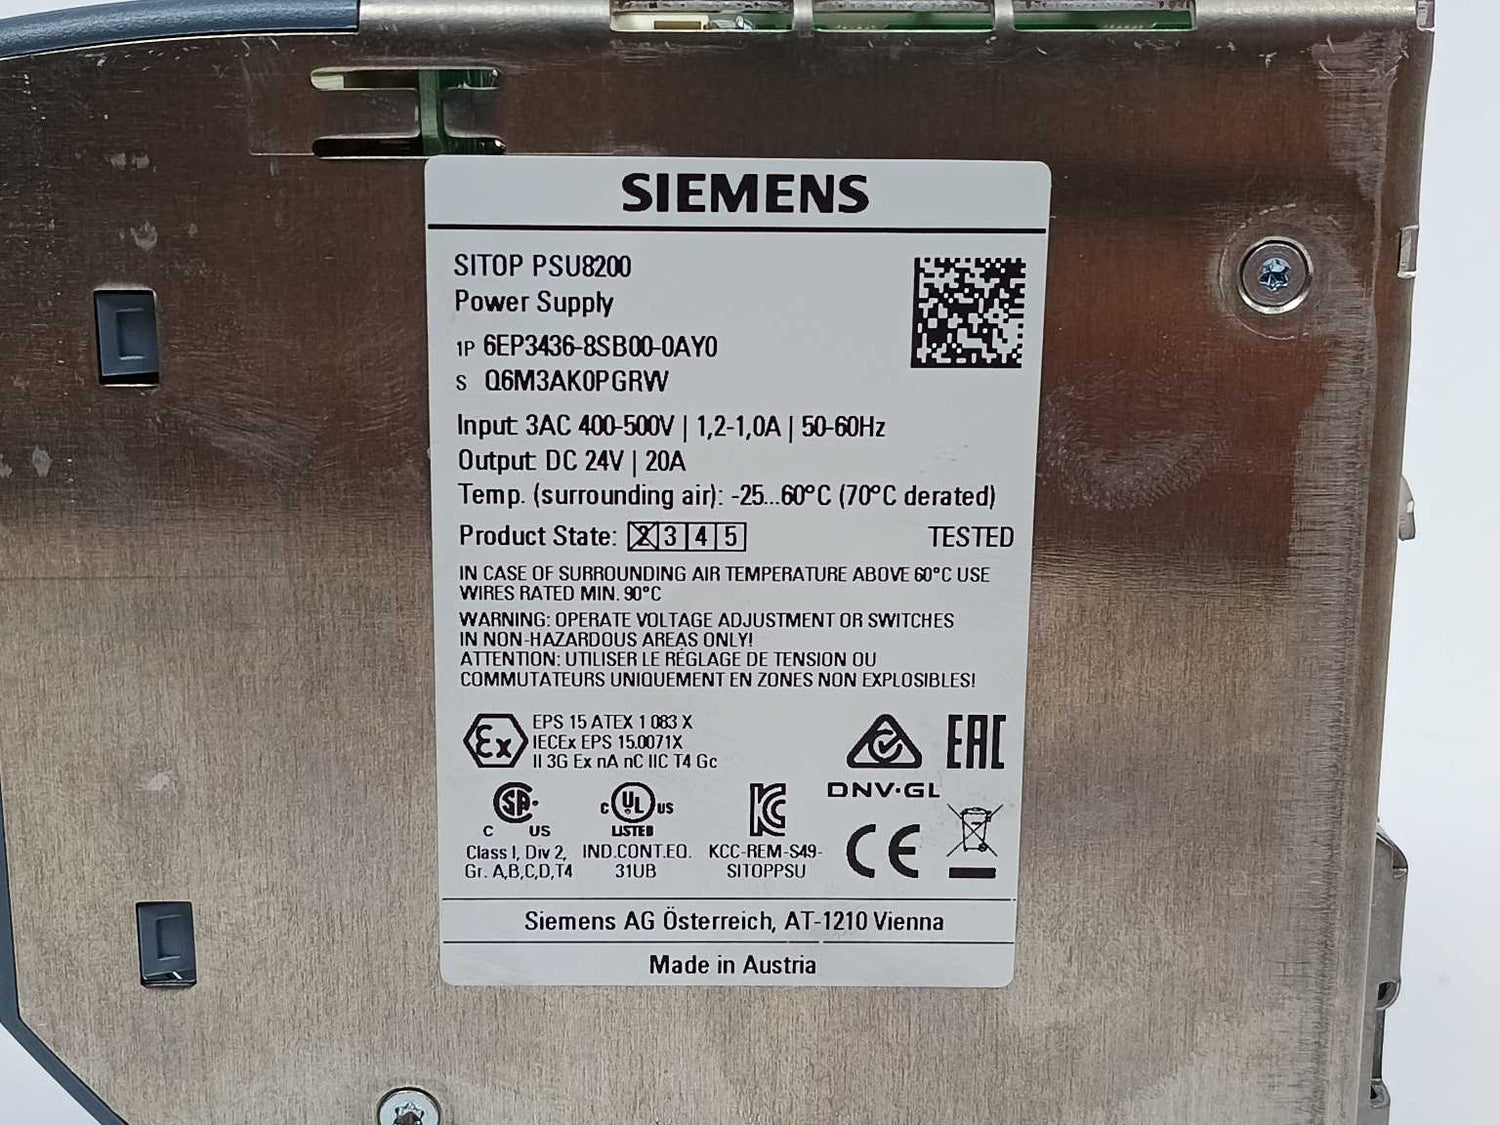 SIEMENS
SITOP PSU8200
Power Supply
1P 6EP3436-8SB00-0AY0
S Q6M3AK0PGRW
Input: 3AC 400-500V | 1,2-1,0A | 50-60Hz
Output: DC 24V | 20A
Temp. (surrounding air): -25...60°C (70°C derated)
Product State: 2 3 4 5 TESTED
IN CASE OF SURROUNDING AIR TEMPERATURE ABOVE 60°C USE
WIRES RATED MIN. 90°C
WARNING: OPERATE VOLTAGE ADJUSTMENT OR SWITCHES
IN NON-HAZARDOUS AREAS ONLY!
ATTENTION: UTILISER LE RÉGLAGE DE TENSION OU
COMMUTATEURS UNIQUEMENT EN ZONES NON EXPLOSIBLES!
Ex
EPS 15 ATEX 1 083 X
IECEx EPS 15.0071X
II 3G Ex nA nC IIC T4 Gc
EAC
DNV·GL
SA
C US
Class I, Div 2,
Gr. A,B,C,D,T4
C UL US
LISTED
IND.CONT.EQ.
31UB
KC
KCC-REM-S49-
SITOPPSU
CE
Siemens AG Österreich, AT-1210 Vienna
Made in Austria